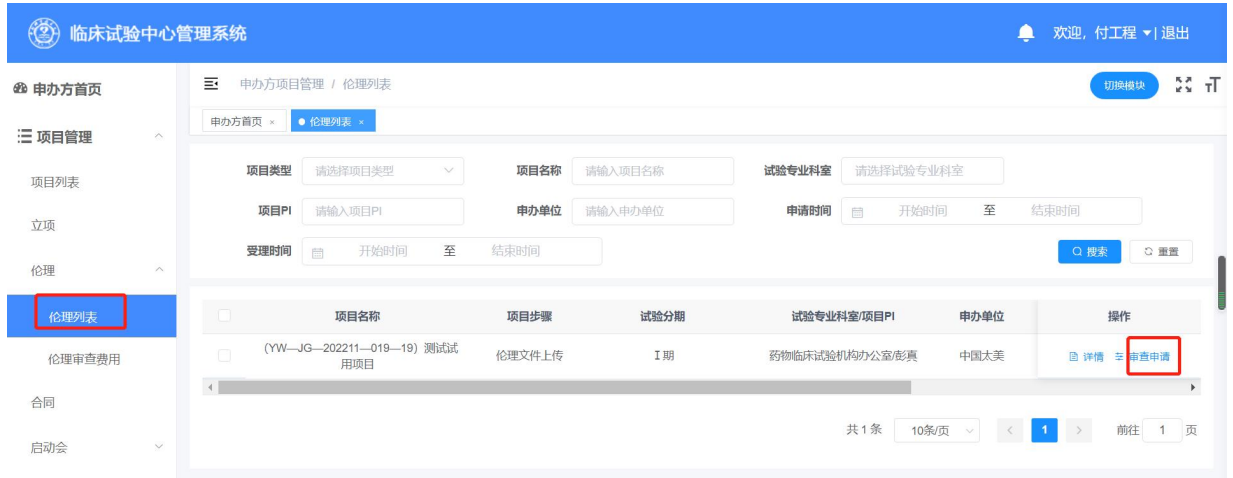 临床试验中心管理系统
欢迎, 付工程 ▾| 退出
申办方首页
申办方项目管理 / 伦理列表
切换模块
申办方首页 ×
● 伦理列表 ×
项目管理
项目类型 请选择项目类型
项目名称 请输入项目名称
试验专业科室 请选择试验专业科室
项目列表
项目PI 请输入项目PI
申办单位 请输入申办单位
申请时间 开始时间 至 结束时间
立项
受理时间 开始时间 至 结束时间
搜索
重置
伦理
伦理列表
项目名称 项目步骤 试验分期 试验专业科室/项目PI 申办单位 操作
(YW—JG—202211—019—19) 测试试
用项目
伦理文件上传 I 期 药物临床试验机构办公室/彭真 中国太美 详情 审查申请
伦理审查费用
合同
共 1 条 10条/页 < 1 > 前往 1 页
启动会